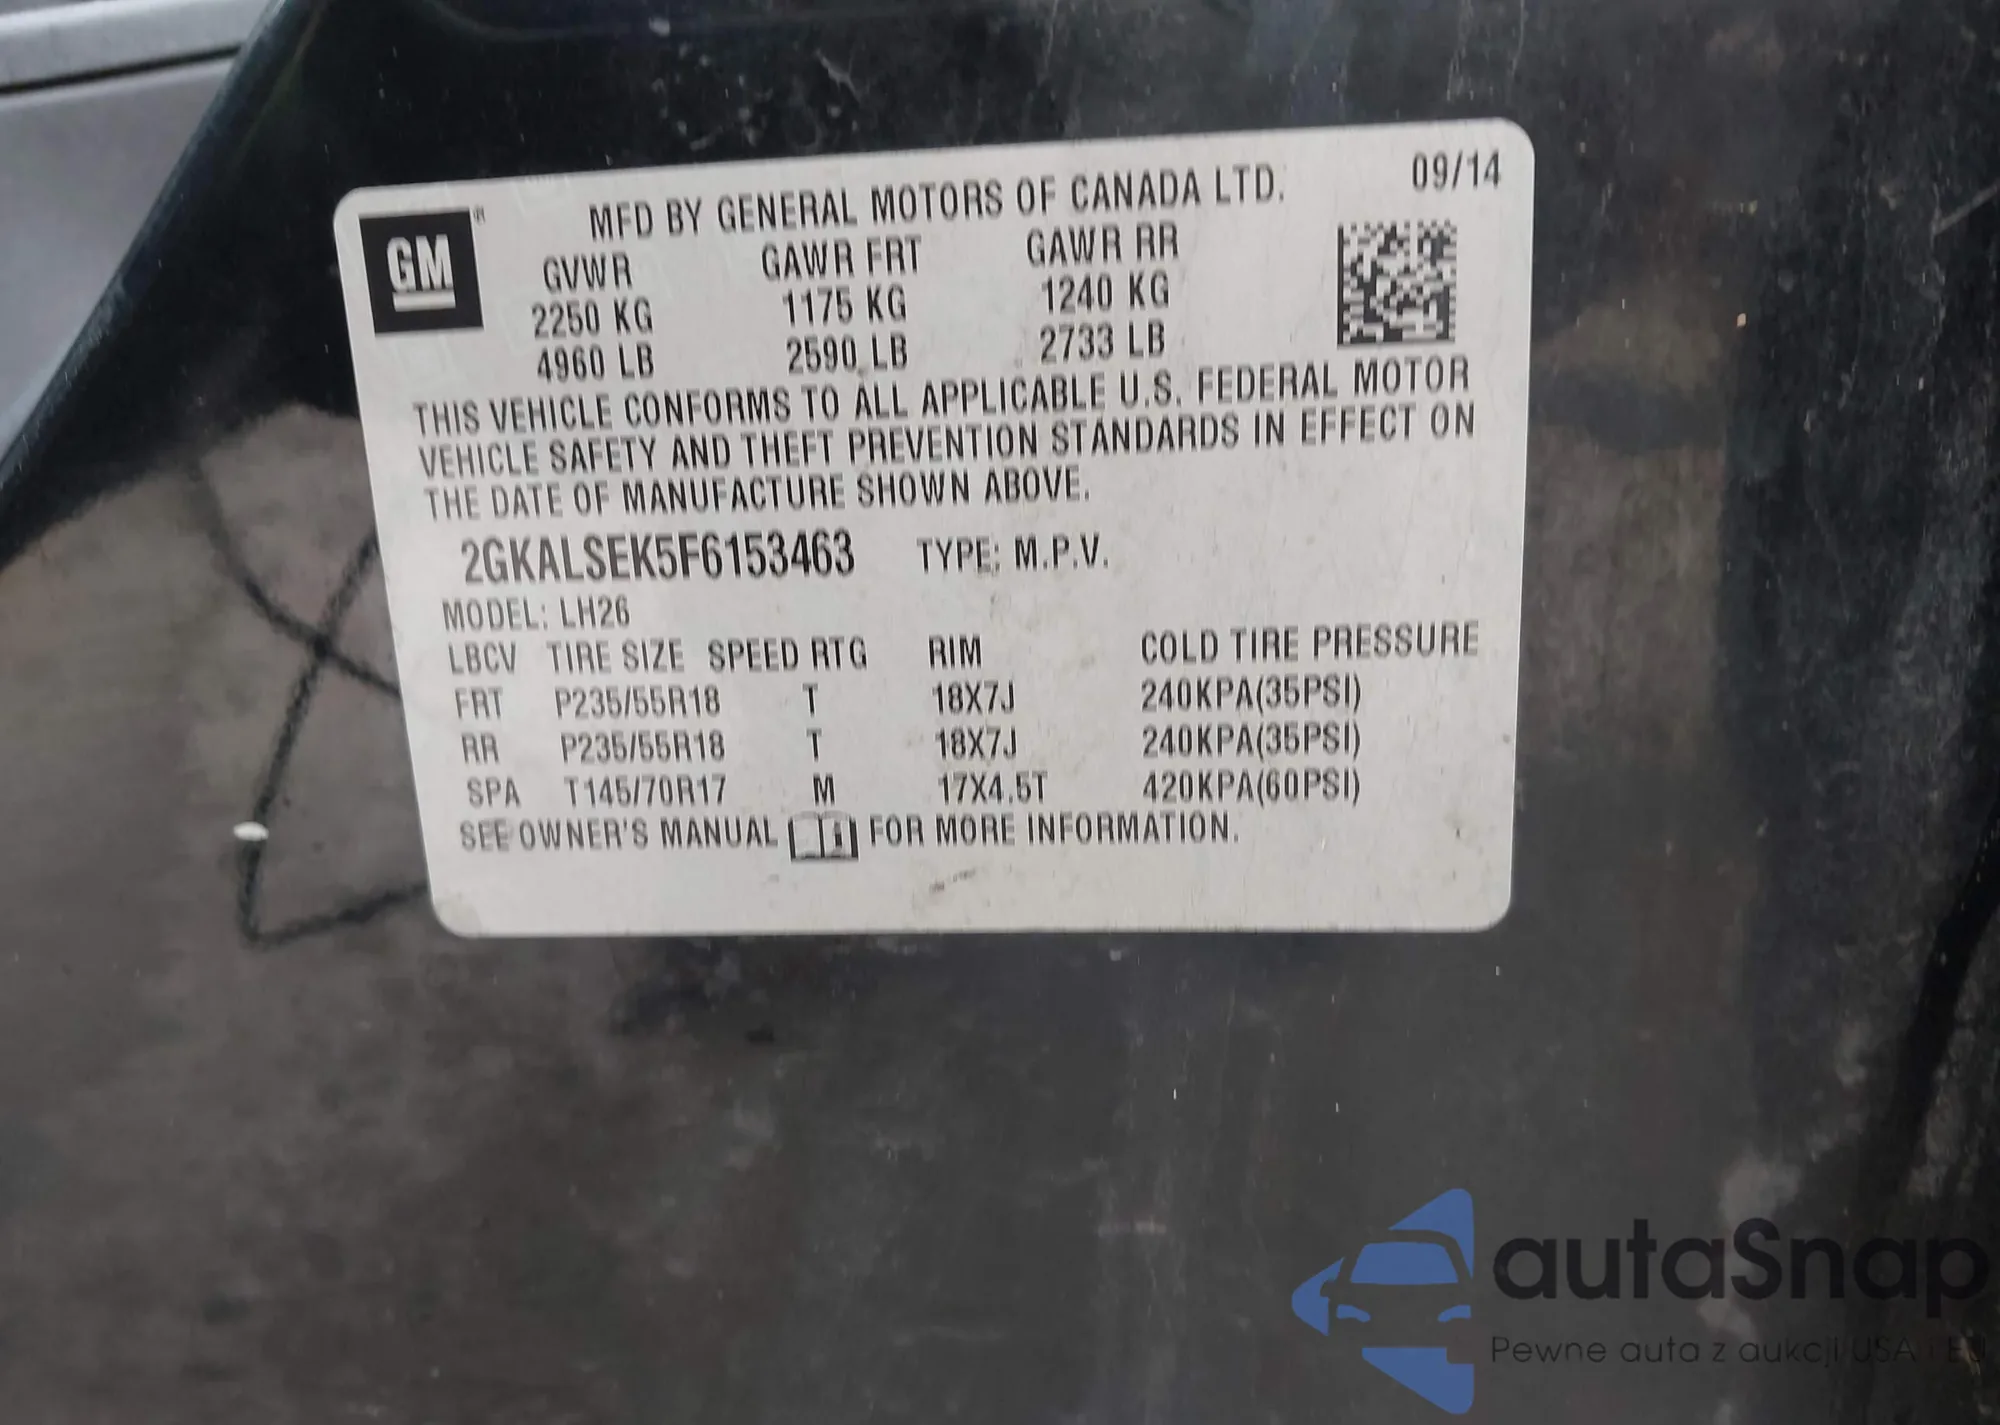 MFD BY GENERAL MOTORS OF CANADA LTD. 09/14
GM®
GVWR GAWR FRT GAWR RR
2250 KG 1175 KG 1240 KG
4960 LB 2590 LB 2733 LB
THIS VEHICLE CONFORMS TO ALL APPLICABLE U.S. FEDERAL MOTOR
VEHICLE SAFETY AND THEFT PREVENTION STANDARDS IN EFFECT ON
THE DATE OF MANUFACTURE SHOWN ABOVE.
2GKALSEK5F6153463 TYPE: M.P.V.
MODEL: LH26
LBCV TIRE SIZE SPEED RTG RIM COLD TIRE PRESSURE
FRT P235/55R18 T 18X7J 240KPA(35PSI)
RR P235/55R18 T 18X7J 240KPA(35PSI)
SPA T145/70R17 M 17X4.5T 420KPA(60PSI)
SEE OWNER'S MANUAL FOR MORE INFORMATION.
autaSnap
Pewne auta z aukcji USA i EU